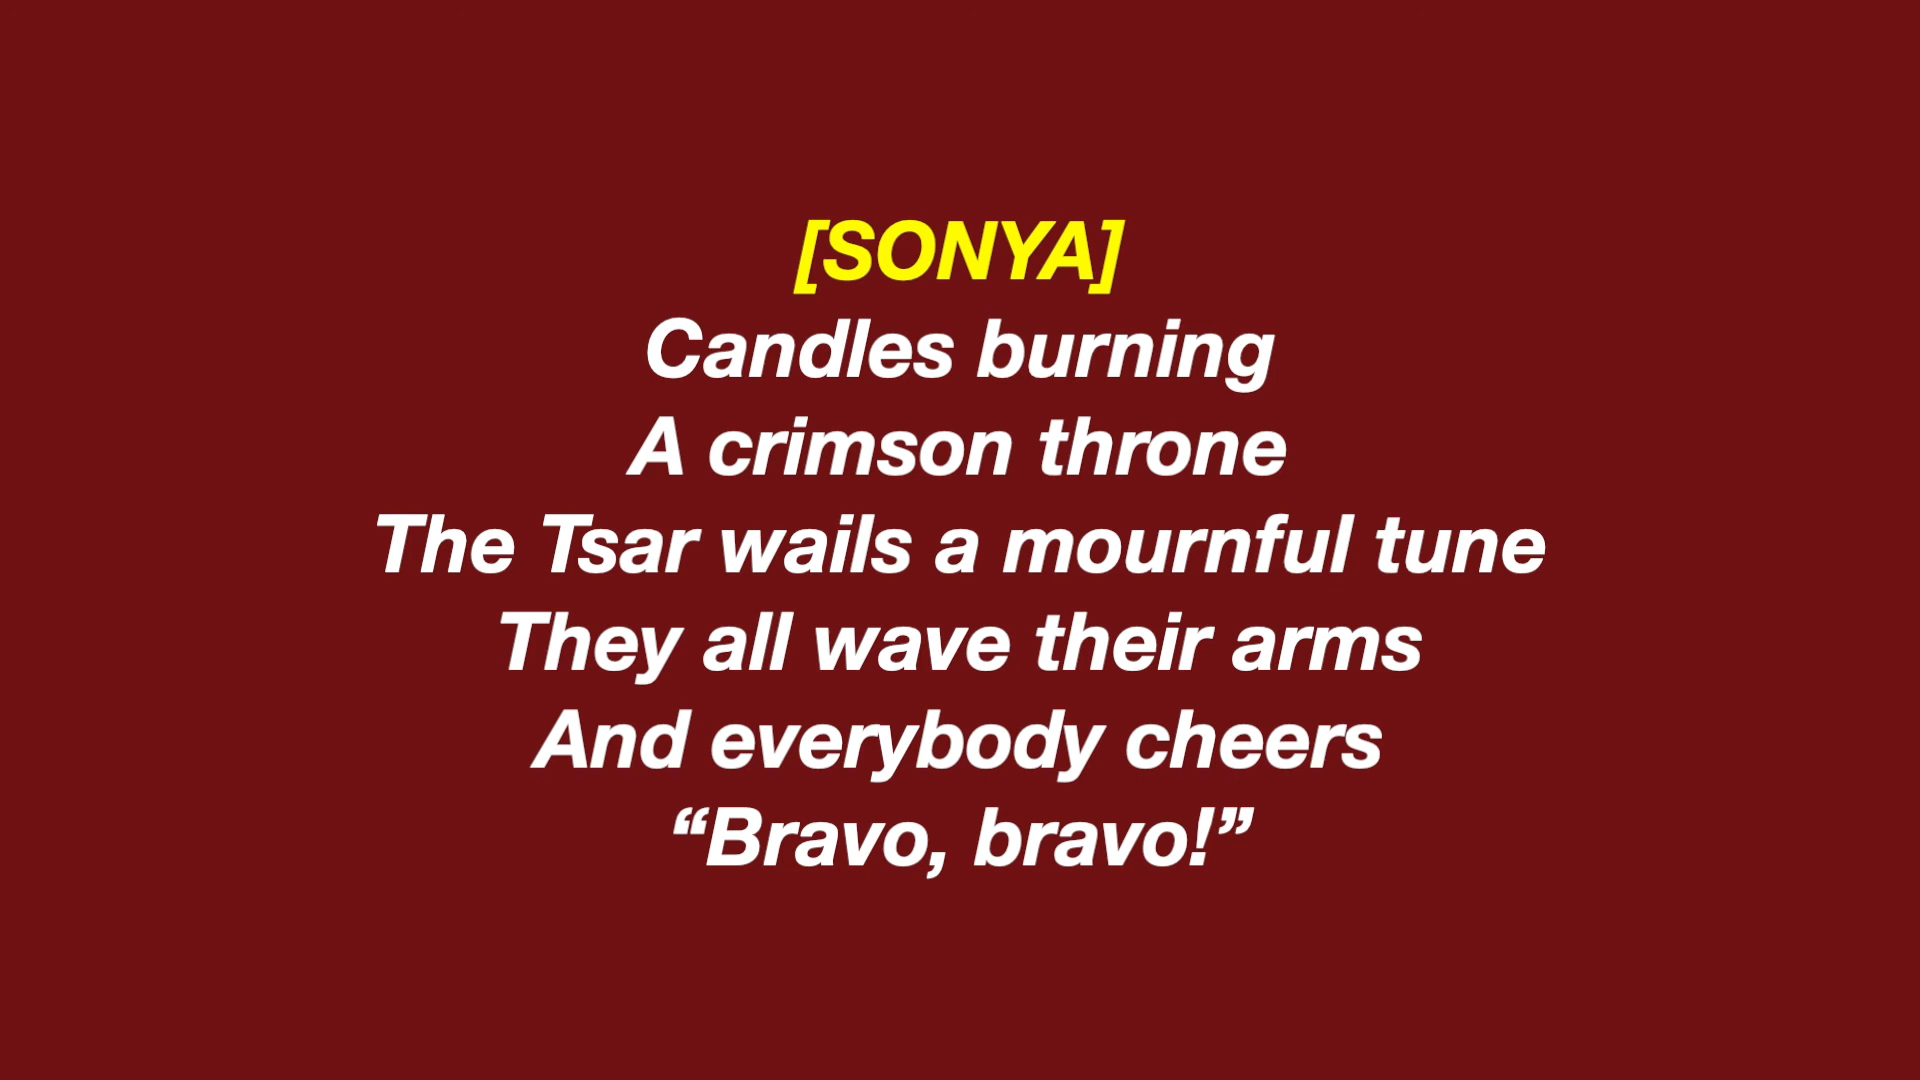 [SONYA]
Candles burning
A crimson throne
The Tsar wails a mournful tune
They all wave their arms
And everybody cheers
“Bravo, bravo!”